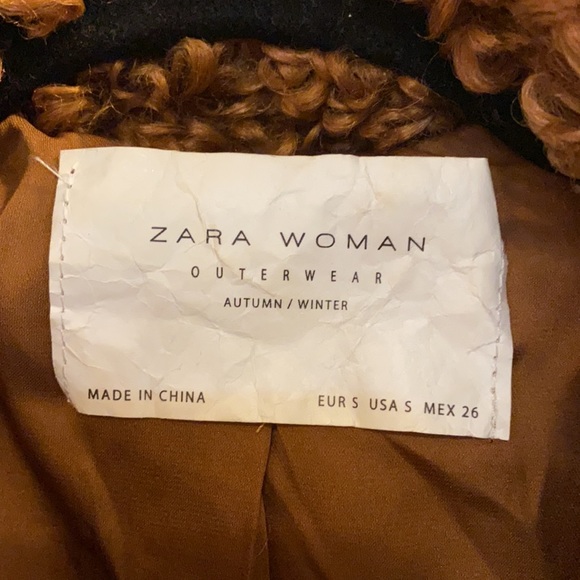 ZARA WOMAN
OUTERWEAR
AUTUMN / WINTER
MADE IN CHINA
EUR S USA S MEX 26